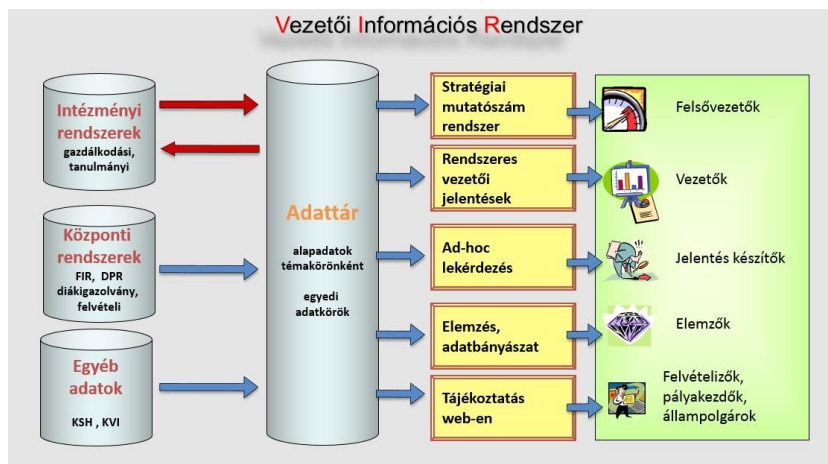 Vezetői Információs Rendszer
Intézményi
rendszerek
gazdálkodási,
tanulmányi
Központi
rendszerek
FIR, DPR
diákigazolvány,
felvételi
Egyéb
adatok
KSH , KVI
Adattár
alapadatok
témakörönként
egyedi
adatkörök
Stratégiai
mutatószám
rendszer
Rendszeres
vezetői
jelentések
Ad-hoc
lekérdezés
Elemzés,
adatbányászat
Tájékoztatás
web-en
Felsővezetők
Vezetők
Jelentés készítők
Elemzők
Felvételizők,
pályakezdők,
állampolgárok